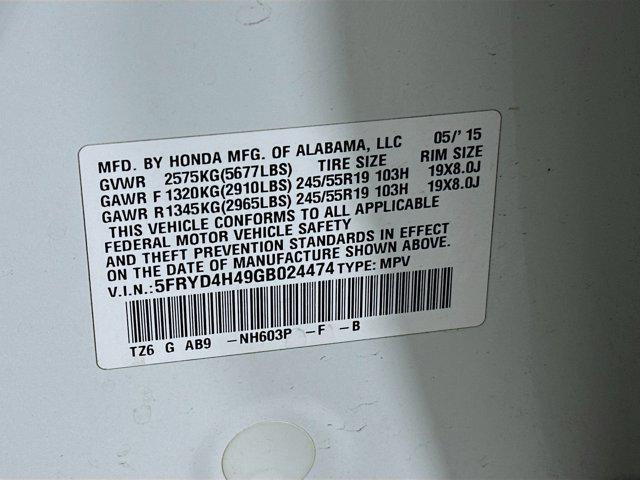 MFD. BY HONDA MFG. OF ALABAMA, LLC 05/'15
GVWR 2575KG(5677LBS) TIRE SIZE RIM SIZE
GAWR F 1320KG(2910LBS) 245/55R19 103H 19X8.0J
GAWR R1345KG(2965LBS) 245/55R19 103H 19X8.0J
THIS VEHICLE CONFORMS TO ALL APPLICABLE
FEDERAL MOTOR VEHICLE SAFETY
AND THEFT PREVENTION STANDARDS IN EFFECT
ON THE DATE OF MANUFACTURE SHOWN ABOVE.
V.I.N.:5FRYD4H49GB024474 TYPE: MPV
TZ6 G AB9 -NH603P -F -B